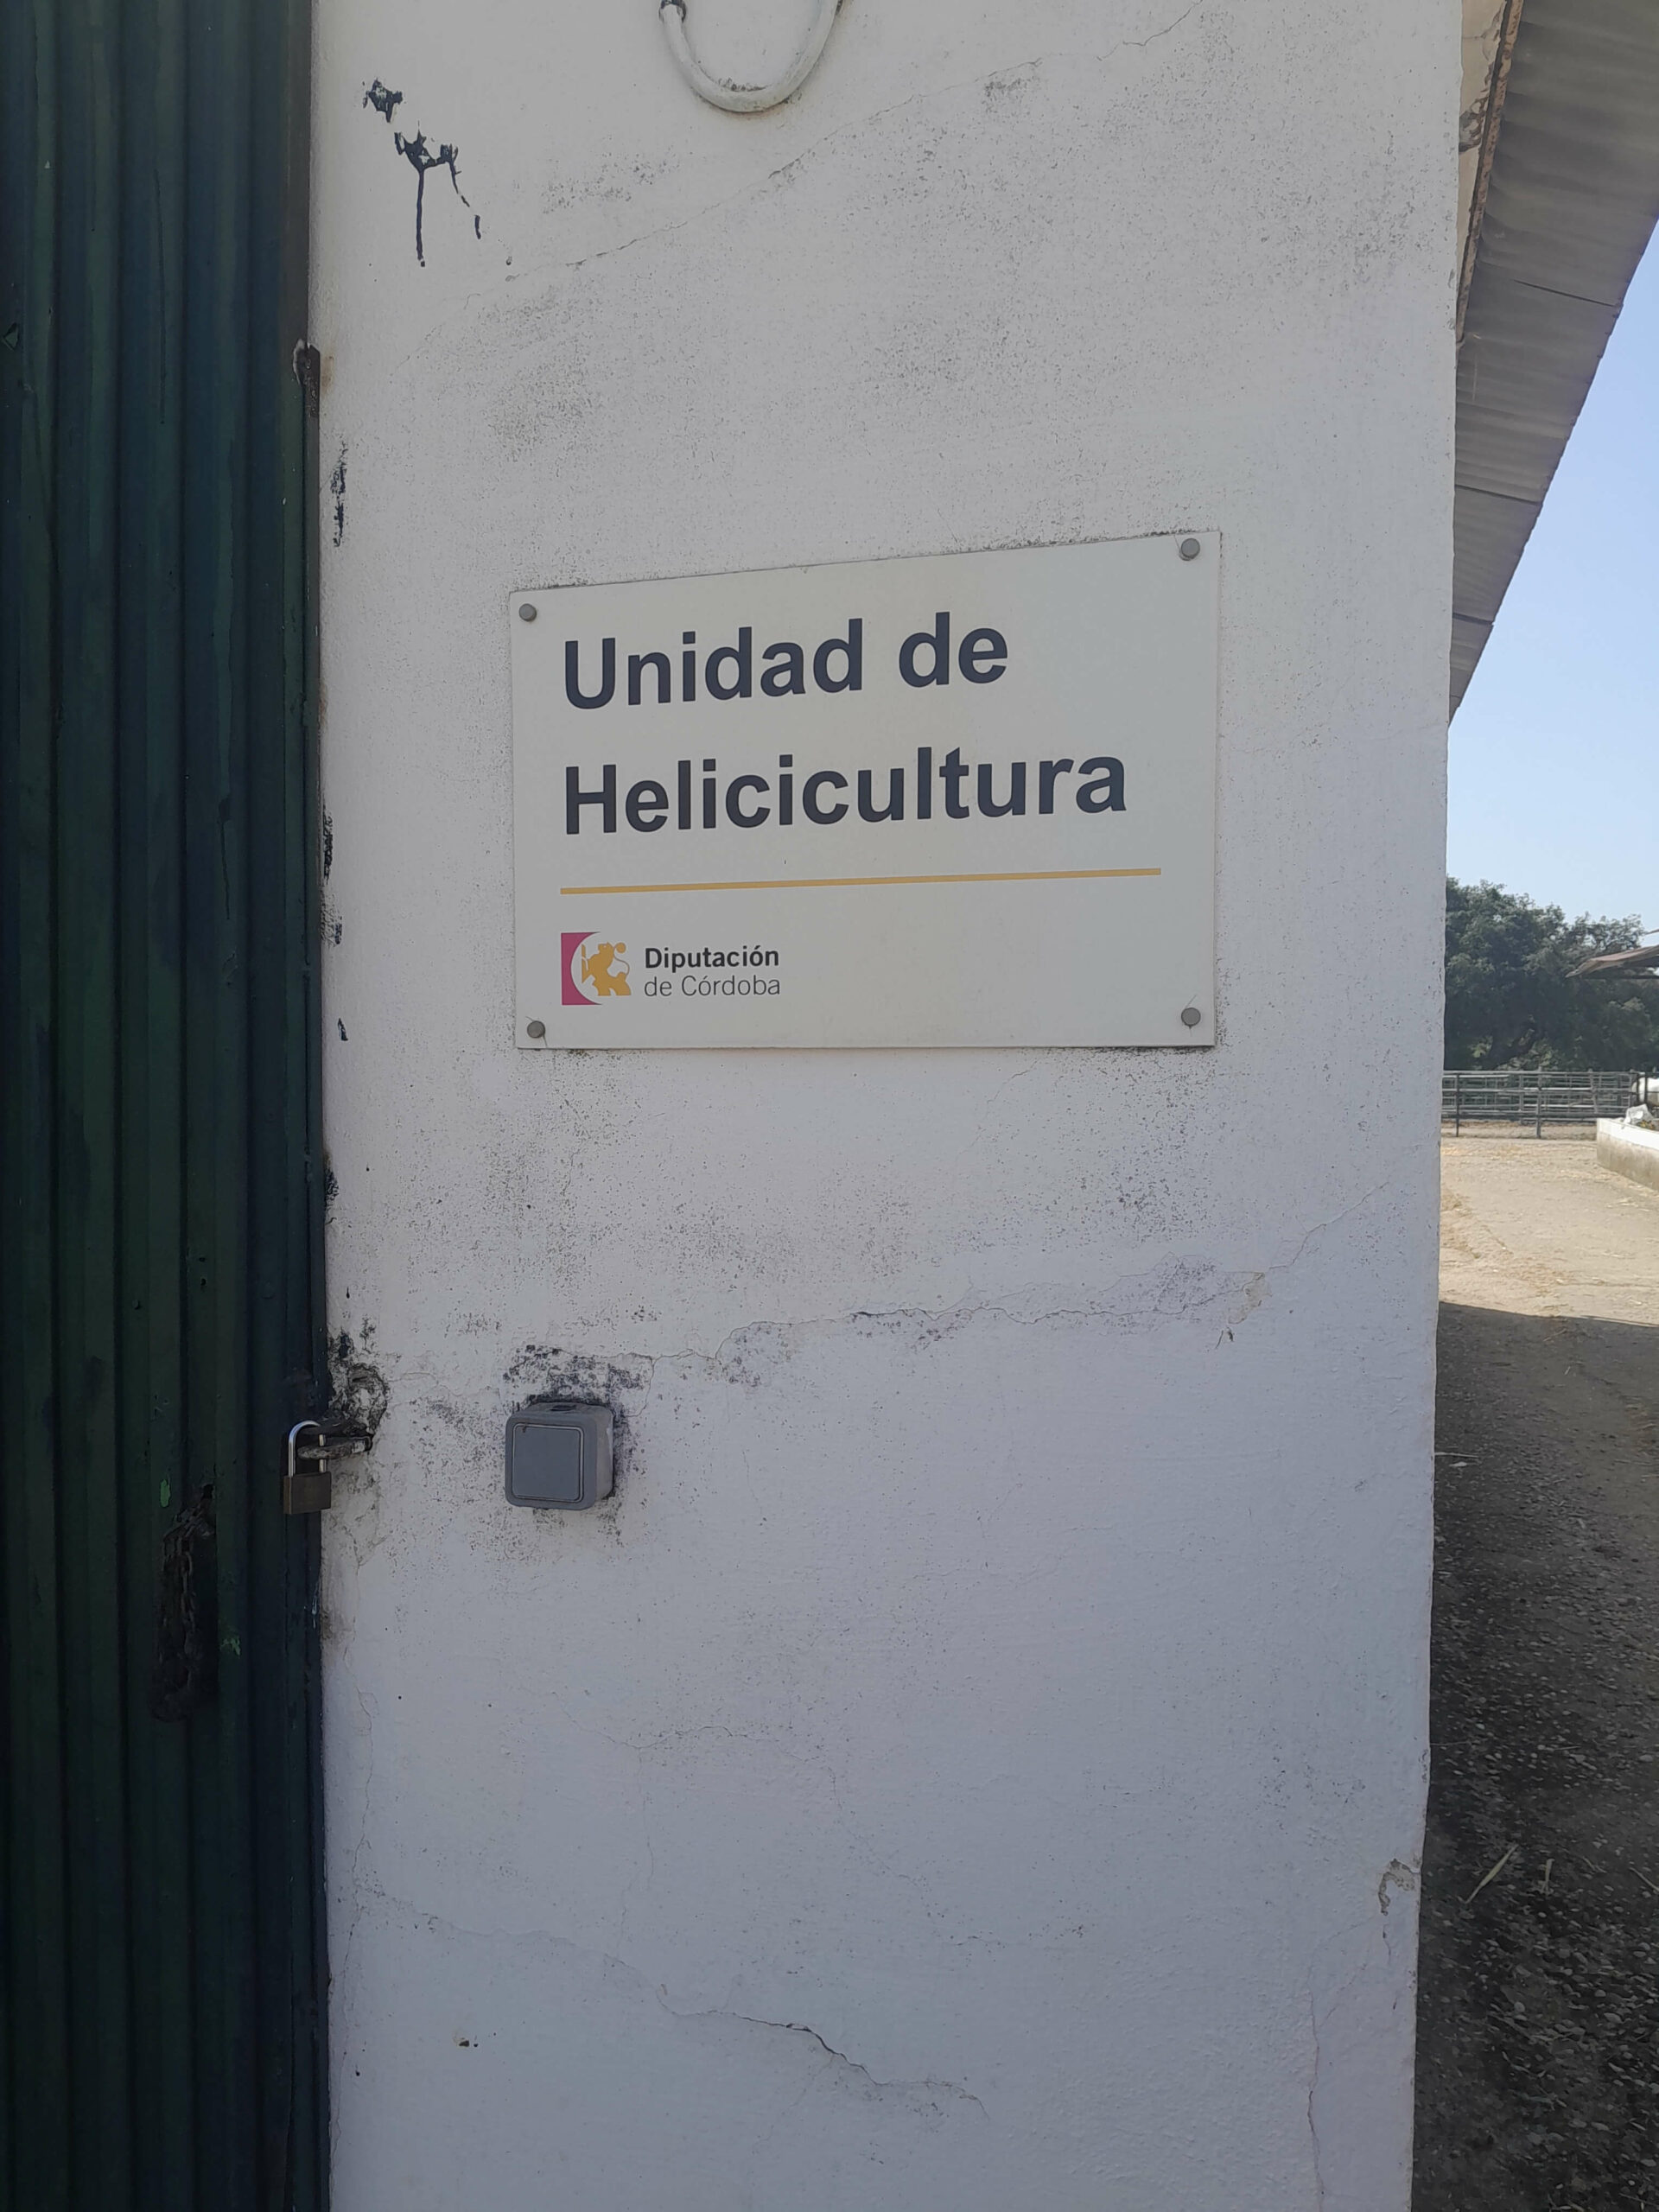 Unidad de
Helicicultura
Diputación
de Córdoba